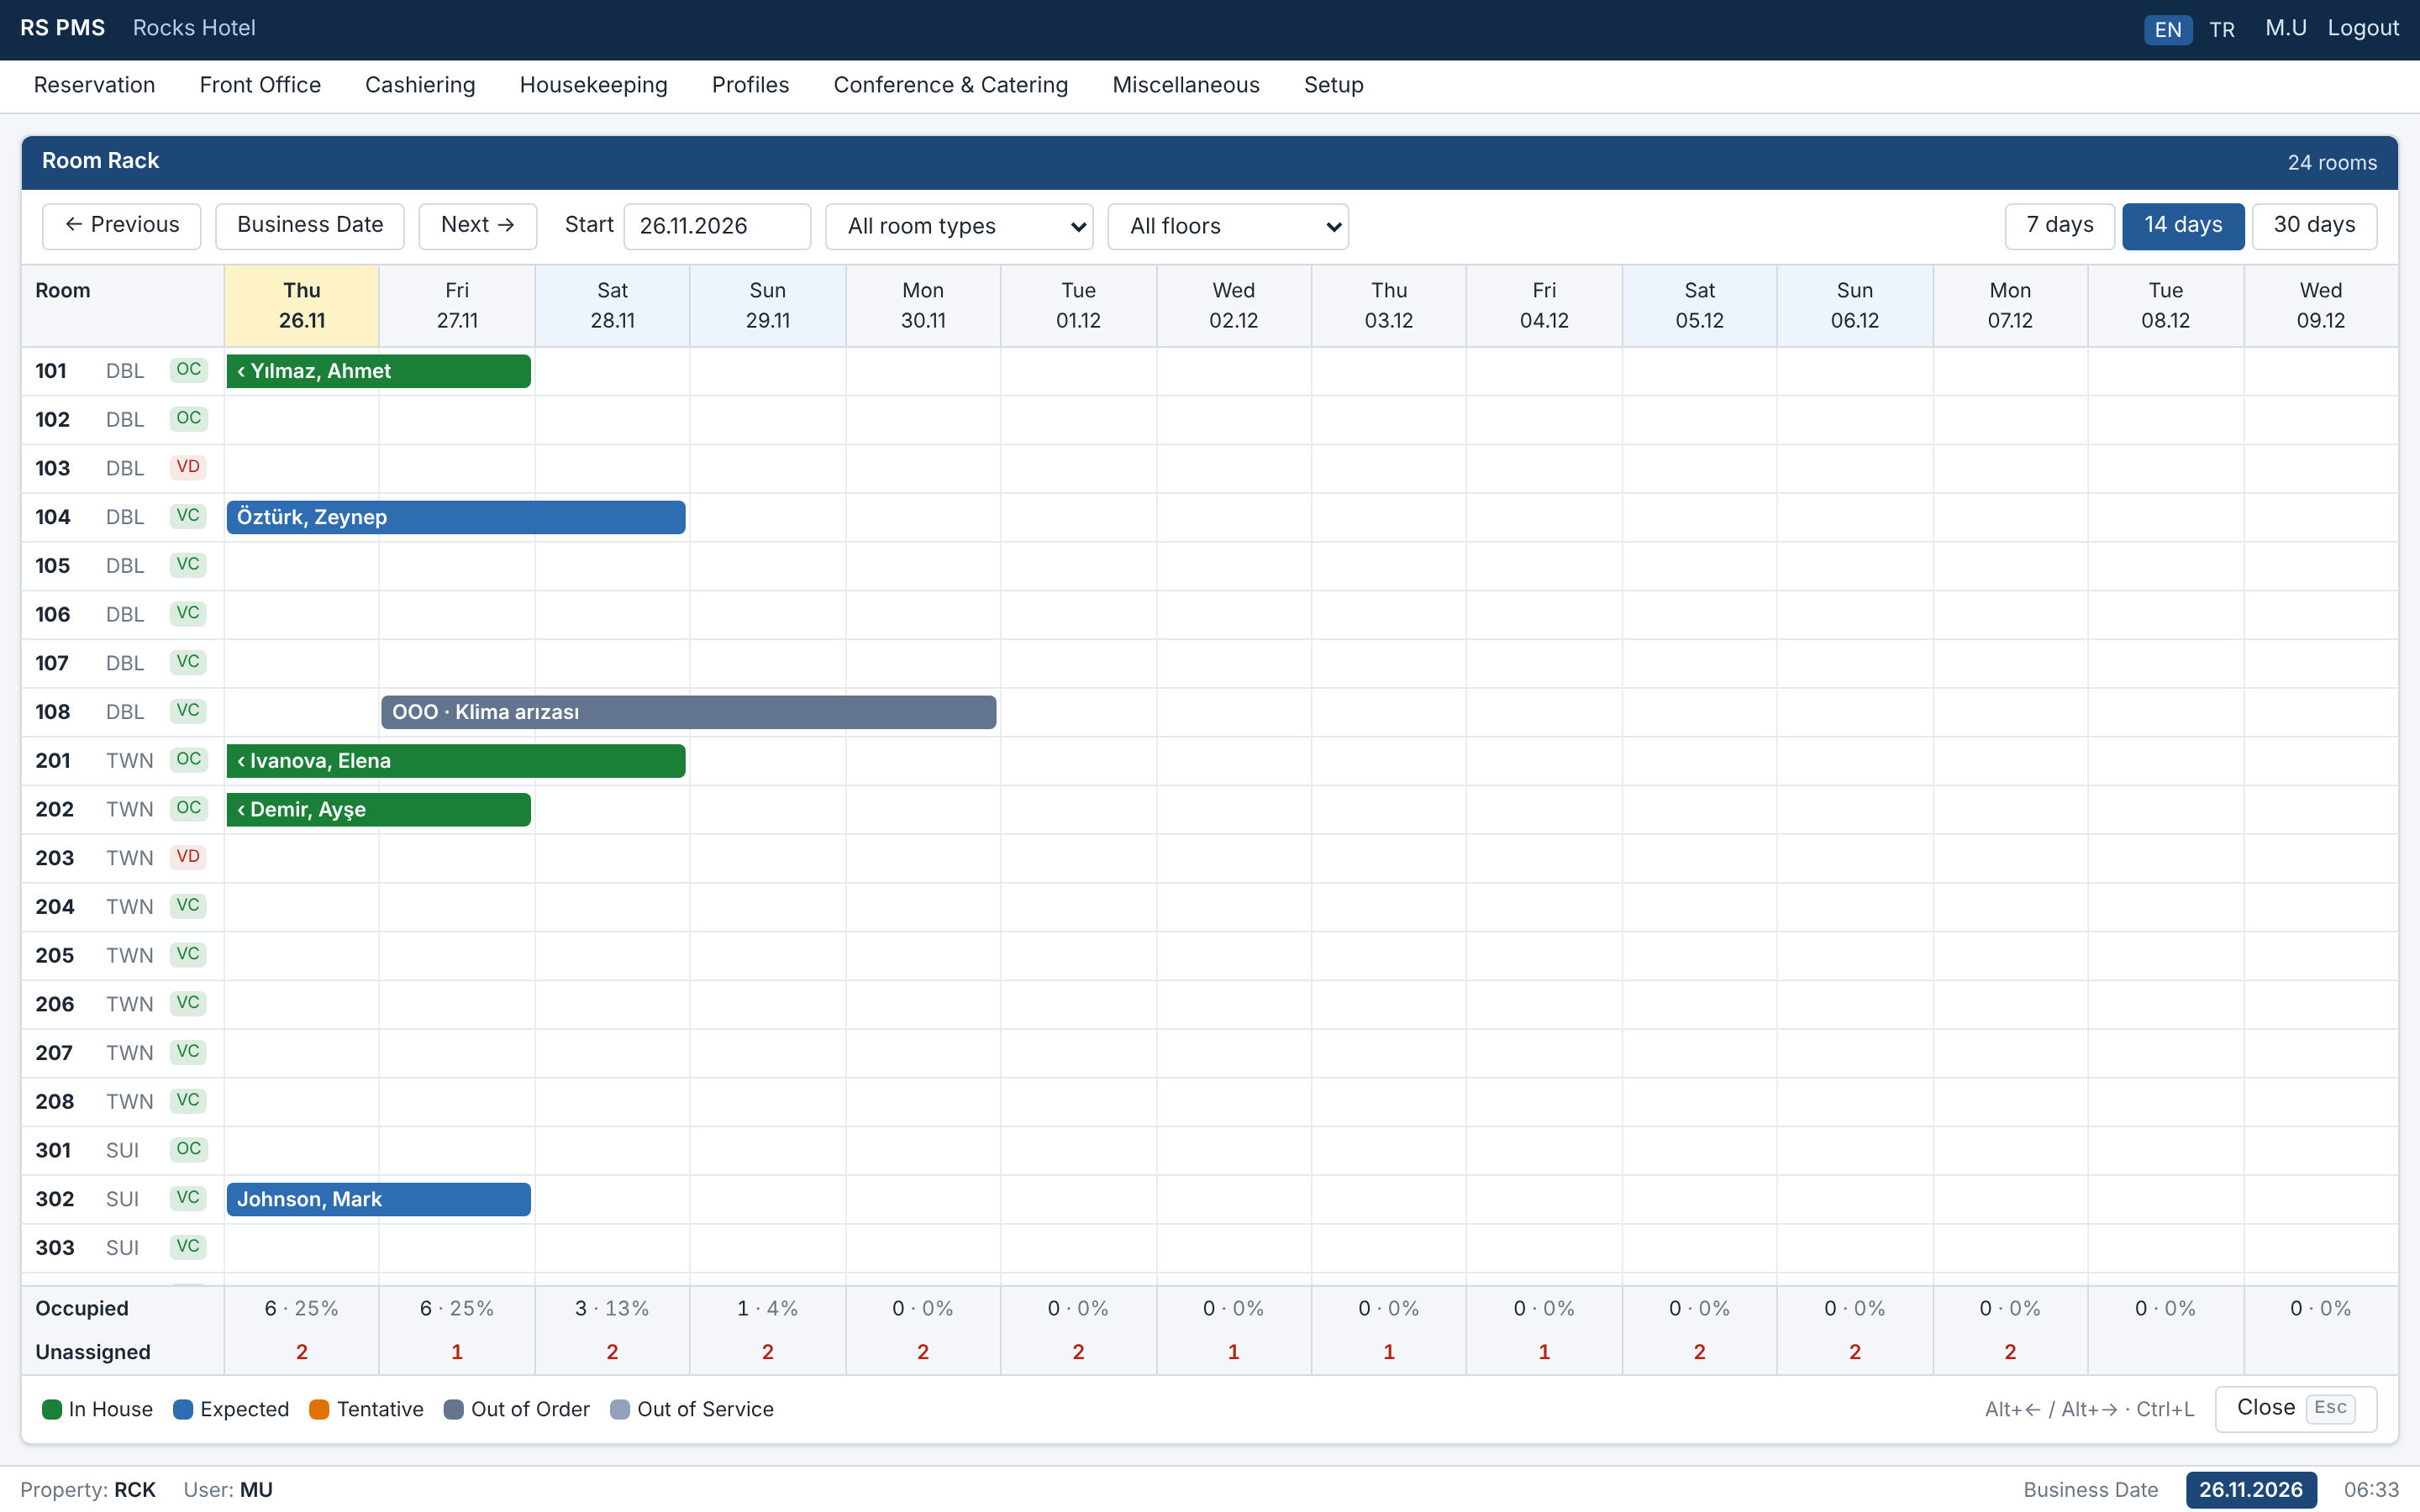 RS PMS Rocks Hotel EN TR M.U Logout
Reservation Front Office Cashiering Housekeeping Profiles Conference & Catering Miscellaneous Setup
Room Rack 24 rooms
← Previous Business Date Next → Start 26.11.2026 All room types All floors 7 days 14 days 30 days
Room Thu Fri Sat Sun Mon Tue Wed Thu Fri Sat Sun Mon Tue Wed
26.11 27.11 28.11 29.11 30.11 01.12 02.12 03.12 04.12 05.12 06.12 07.12 08.12 09.12
101 DBL OC ‹ Yılmaz, Ahmet
102 DBL OC
103 DBL VD
104 DBL VC Öztürk, Zeynep
105 DBL VC
106 DBL VC
107 DBL VC
108 DBL VC OOO · Klima arızası
201 TWN OC ‹ Ivanova, Elena
202 TWN OC ‹ Demir, Ayşe
203 TWN VD
204 TWN VC
205 TWN VC
206 TWN VC
207 TWN VC
208 TWN VC
301 SUI OC
302 SUI VC Johnson, Mark
303 SUI VC
Occupied 6 · 25% 6 · 25% 3 · 13% 1 · 4% 0 · 0% 0 · 0% 0 · 0% 0 · 0% 0 · 0% 0 · 0% 0 · 0% 0 · 0% 0 · 0% 0 · 0%
Unassigned 2 1 2 2 2 2 1 1 1 2 2 2
In House Expected Tentative Out of Order Out of Service Alt+← / Alt+→ · Ctrl+L Close Esc
Property: RCK User: MU Business Date 26.11.2026 06:33